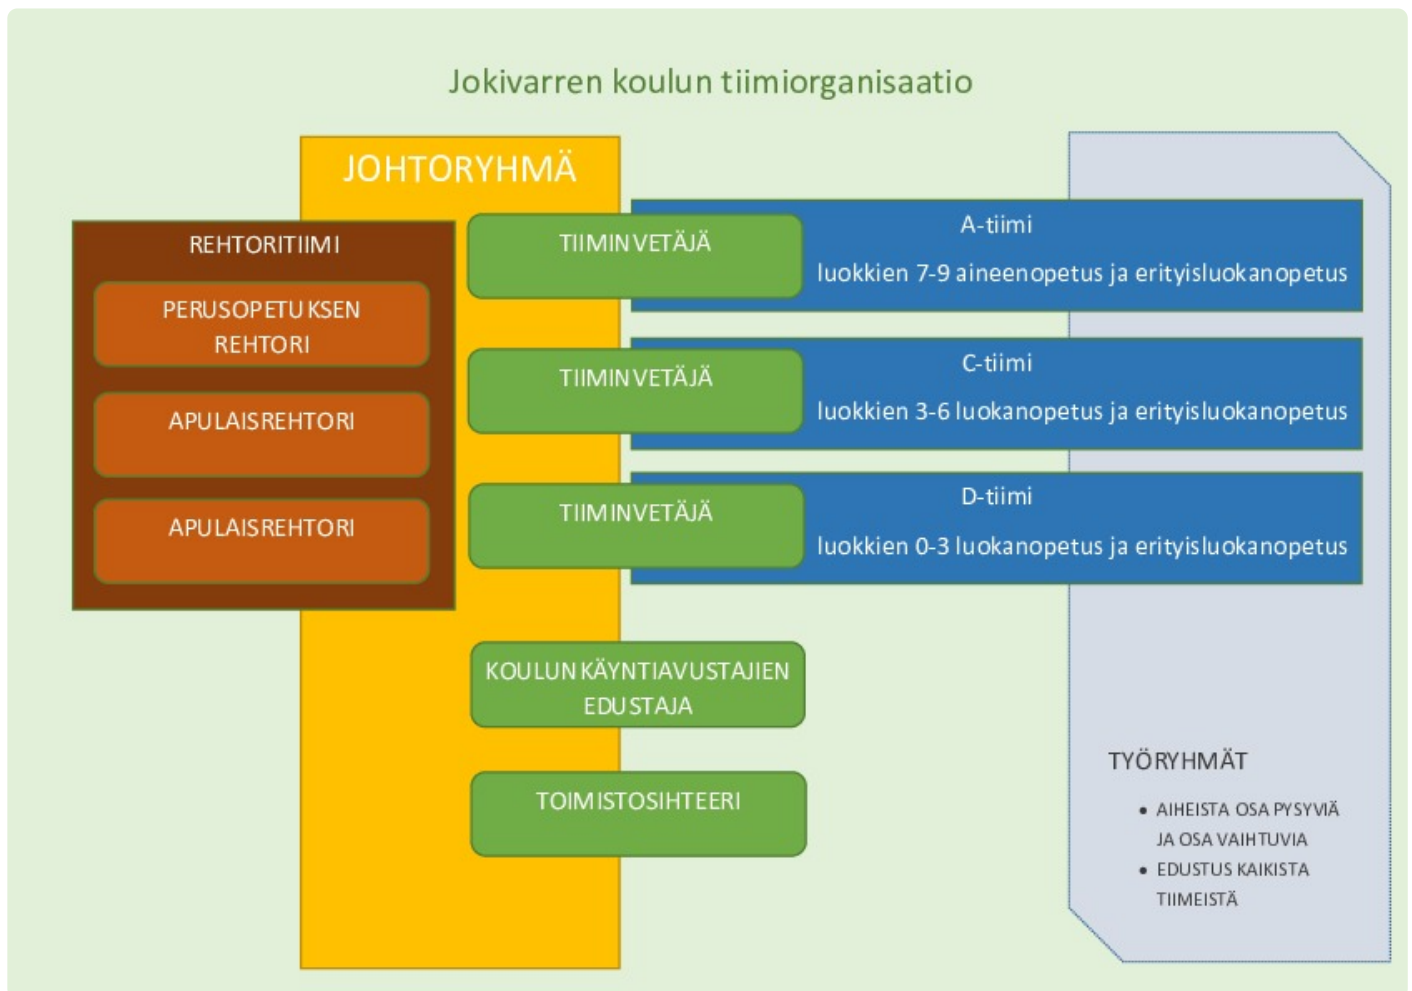 Jokivarren koulun tiimiorganisaatio
JOHTORYHMÄ
REHTORITIIMI
PERUSOPETUKSEN
REHTORI
APULAISREHTORI
APULAISREHTORI
TIIMINVETÄJÄ
A-tiimi
luokkien 7-9 aineenopetus ja erityisluokanopetus
TIIMINVETÄJÄ
C-tiimi
luokkien 3-6 luokanopetus ja erityisluokanopetus
TIIMINVETÄJÄ
D-tiimi
luokkien 0-3 luokanopetus ja erityisluokanopetus
KOULUNKÄYNTIAVUSTAJIEN
EDUSTAJA
TOIMISTOSIHTEERI
TYÖRYHMÄT
• AIHEISTA OSA PYSYVIÄ
JA OSA VAIHTUVIA
• EDUSTUS KAIKISTA
TIIMEISTÄ